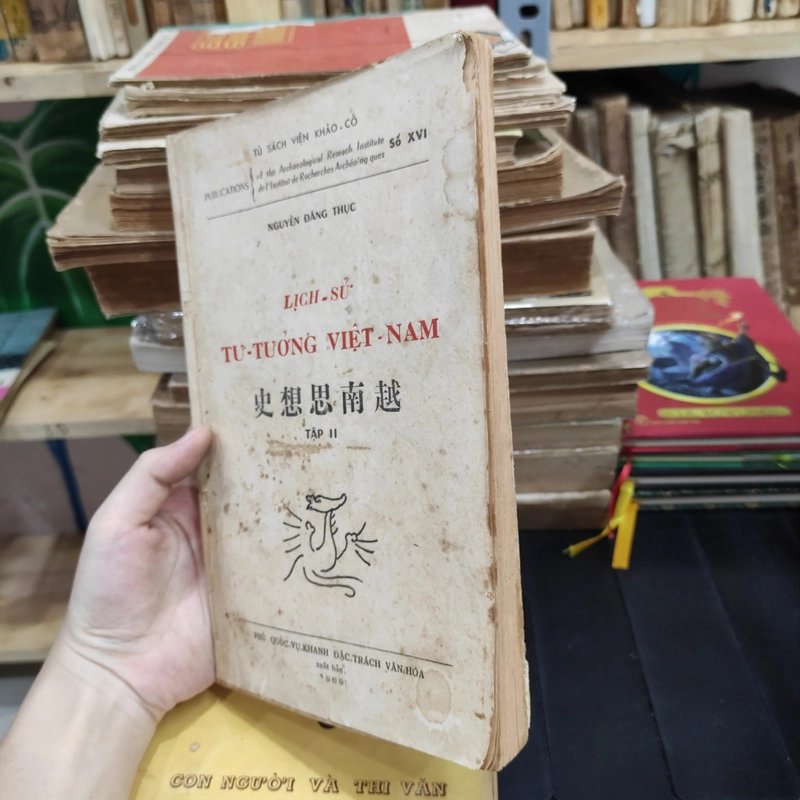 TỦ SÁCH VIỆN KHẢO-CỔ
PUBLICATIONS
of the Archaeological Reseach Institute
de l'Institut de Recherches Archéologiques
Số XVI
NGUYỄN ĐĂNG THỤC
LỊCH-SỬ
TƯ-TƯỞNG VIỆT-NAM
史想思南越
TẬP II
PHỦ QUỐC.VỤ.KHANH ĐẶC.TRÁCH VĂN.HÓA
xuất bản
1969
CON NGƯỜI VÀ THI VĂN